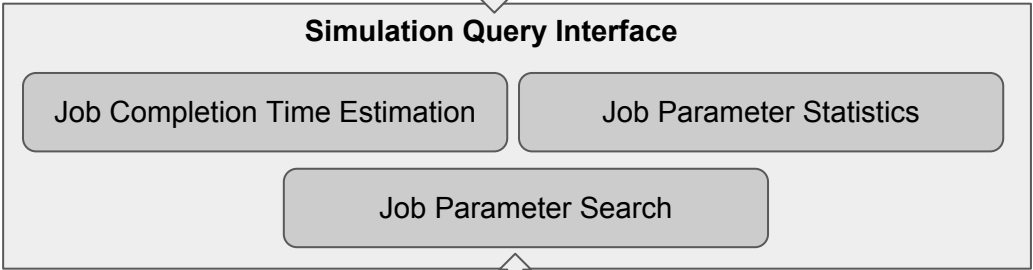 Simulation Query Interface
Job Completion Time Estimation
Job Parameter Statistics
Job Parameter Search